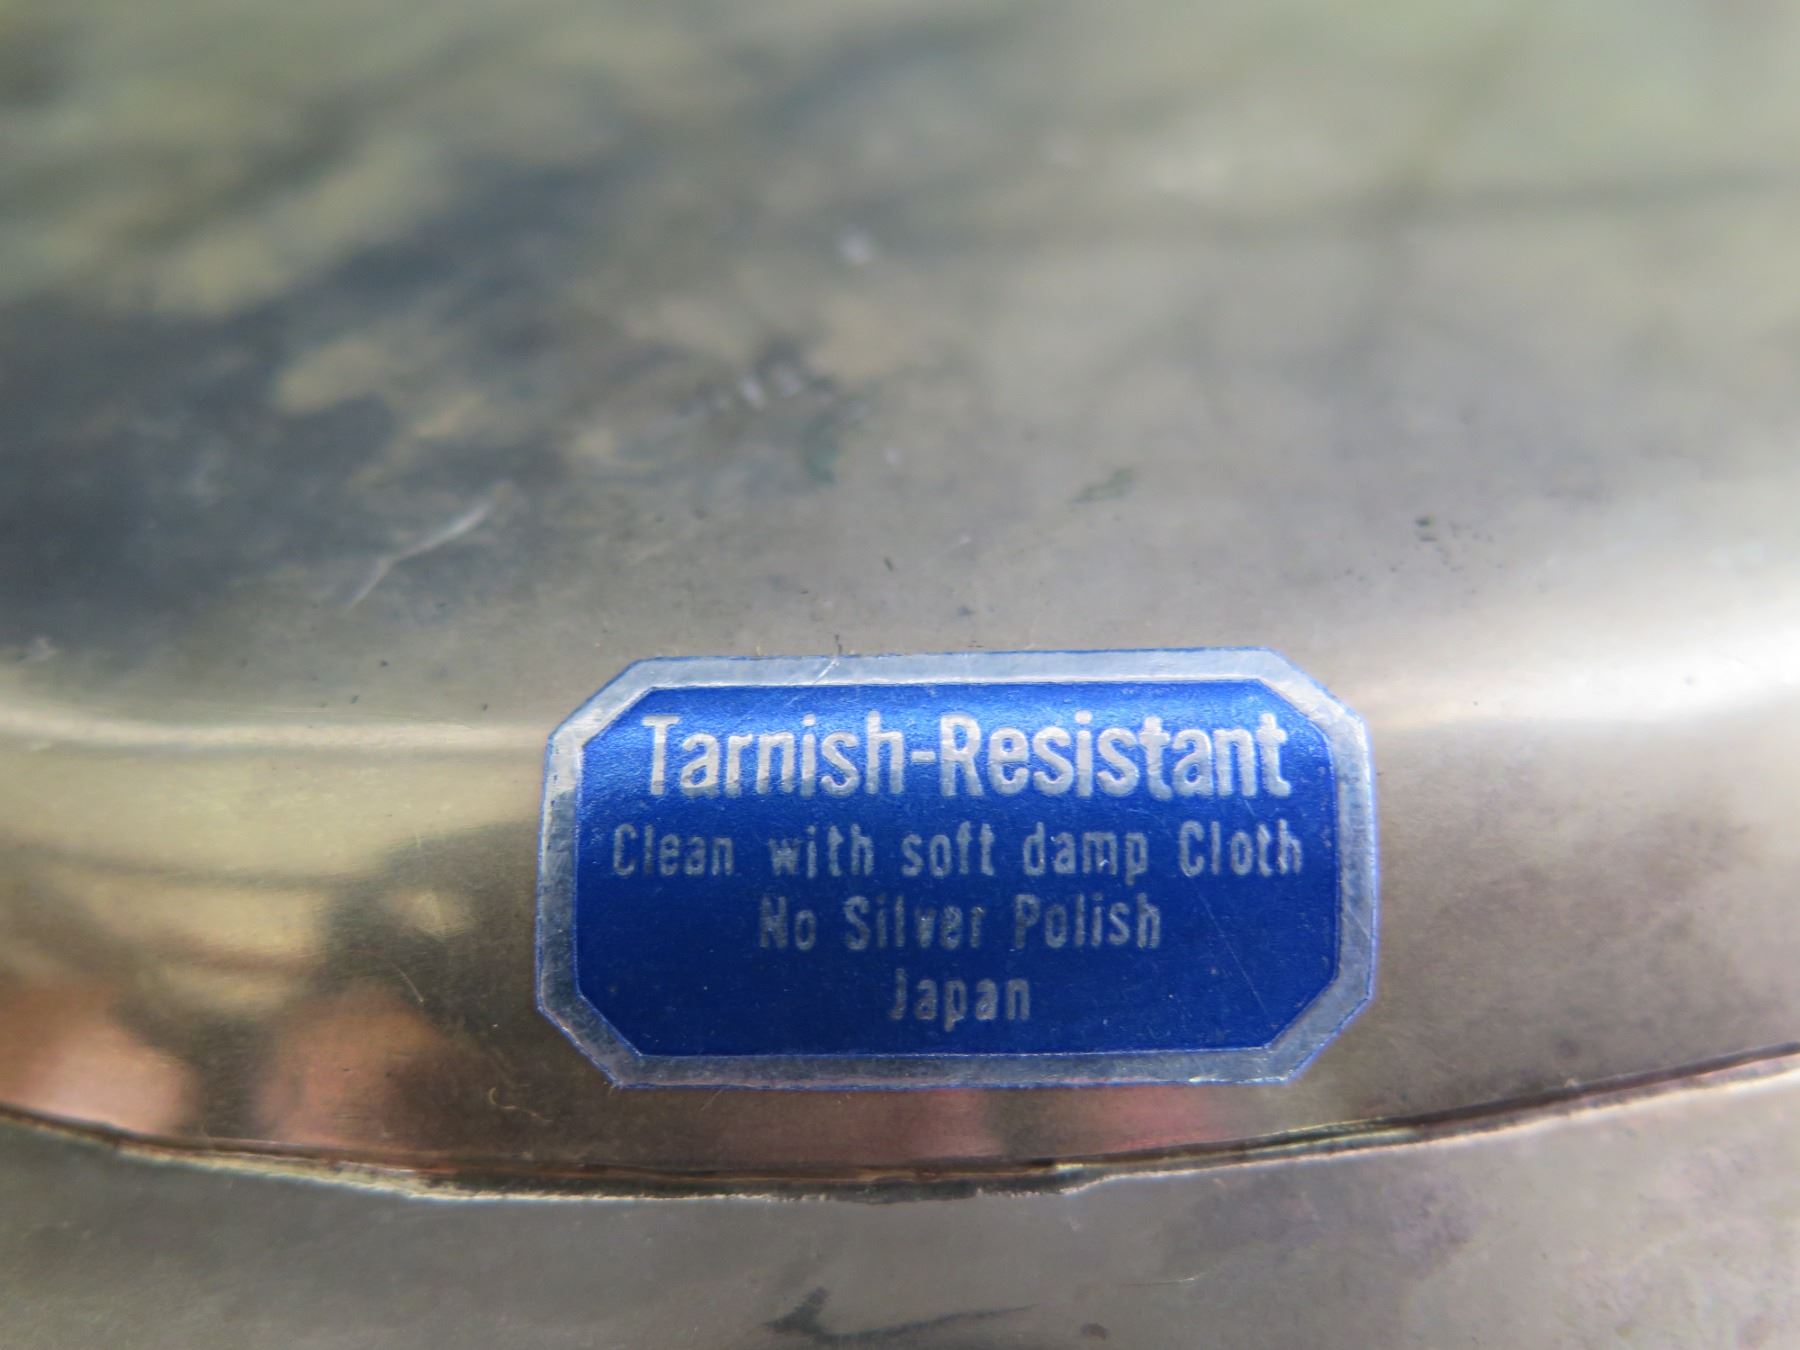 Tarnish-Resistant
Clean with soft damp Cloth
No Silver Polish
Japan